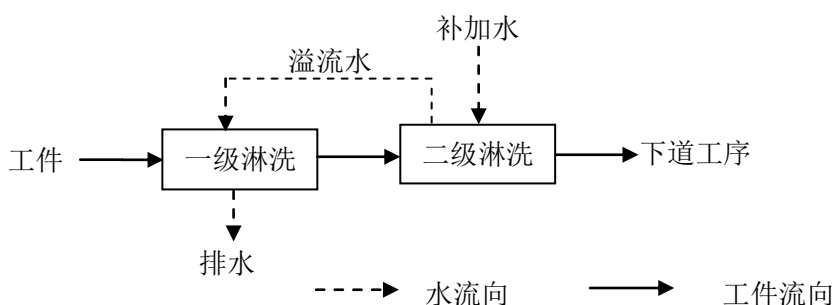 补加水
溢流水
工件
一级淋洗
二级淋洗
下道工序
排水
水流向
工件流向